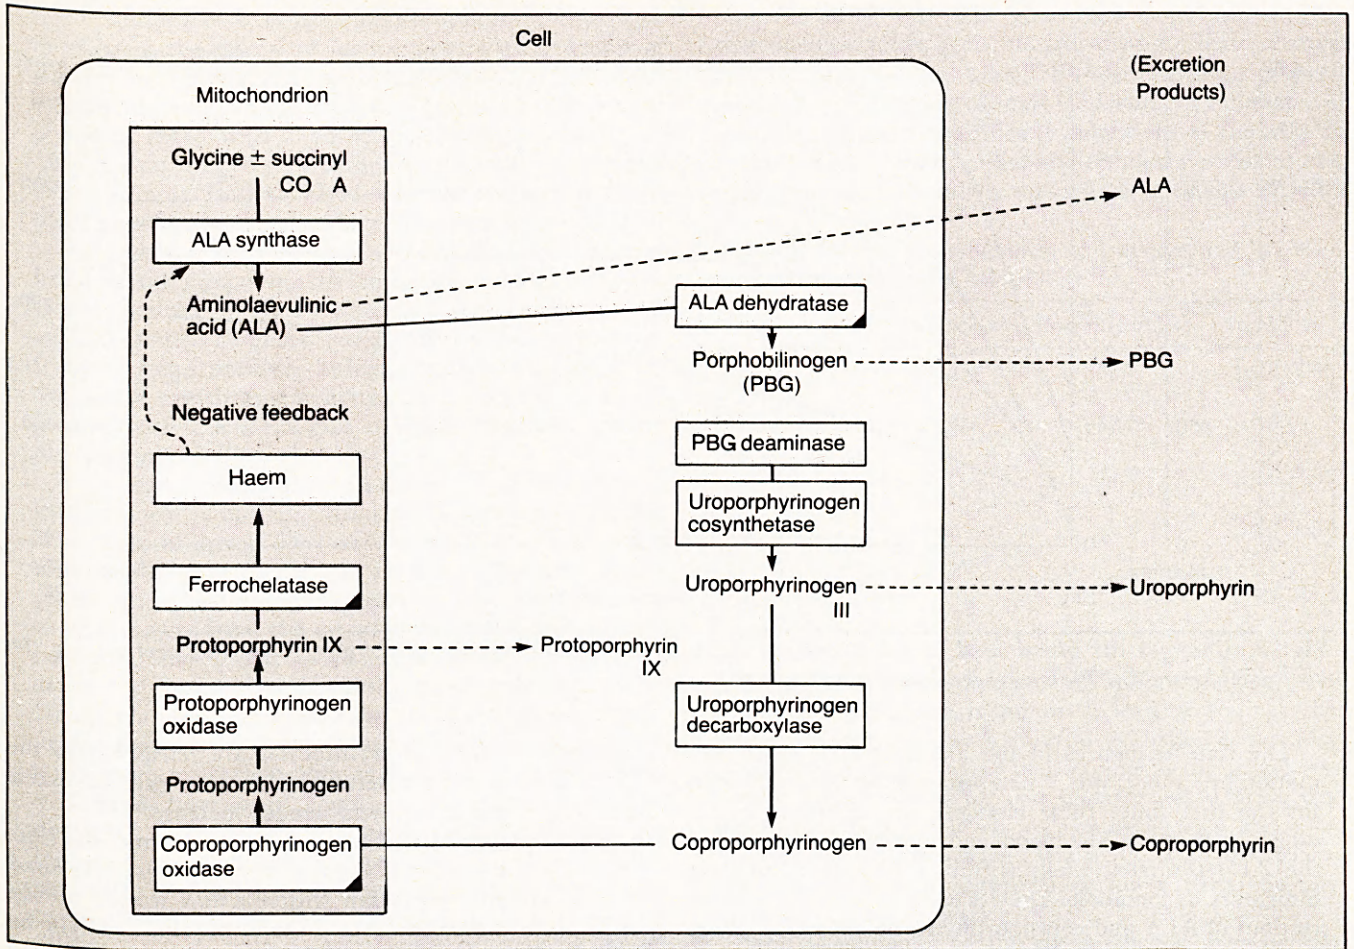 Cell
(Excretion
Products)
Mitochondrion
Glycine ± succinyl
CO A
ALA synthase
Aminolaevulinic
acid (ALA)
Negative feedback
Haem
Ferrochelatase
Protoporphyrin IX
Protoporphyrinogen
oxidase
Protoporphyrinogen
Coproporphyrinogen
oxidase
Protoporphyrin
IX
ALA dehydratase
Porphobilinogen
(PBG)
PBG deaminase
Uroporphyrinogen
cosynthetase
Uroporphyrinogen
III
Uroporphyrinogen
decarboxylase
Coproporphyrinogen
ALA
PBG
Uroporphyrin
Coproporphyrin